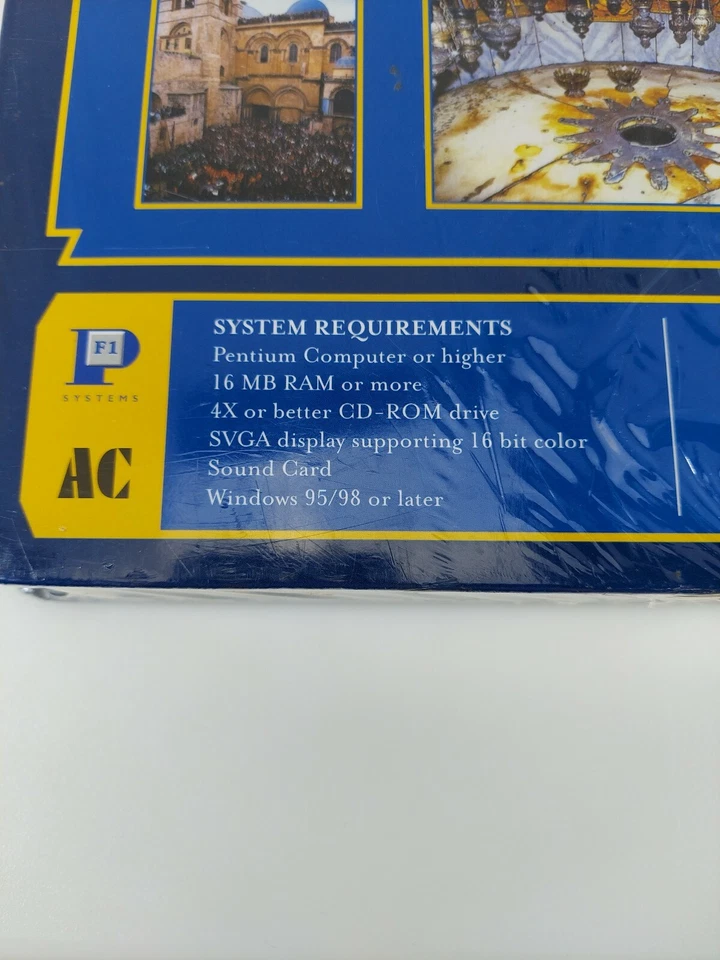 F1
P
SYSTEMS
AC
SYSTEM REQUIREMENTS
Pentium Computer or higher
16 MB RAM or more
4X or better CD-ROM drive
SVGA display supporting 16 bit color
Sound Card
Windows 95/98 or later